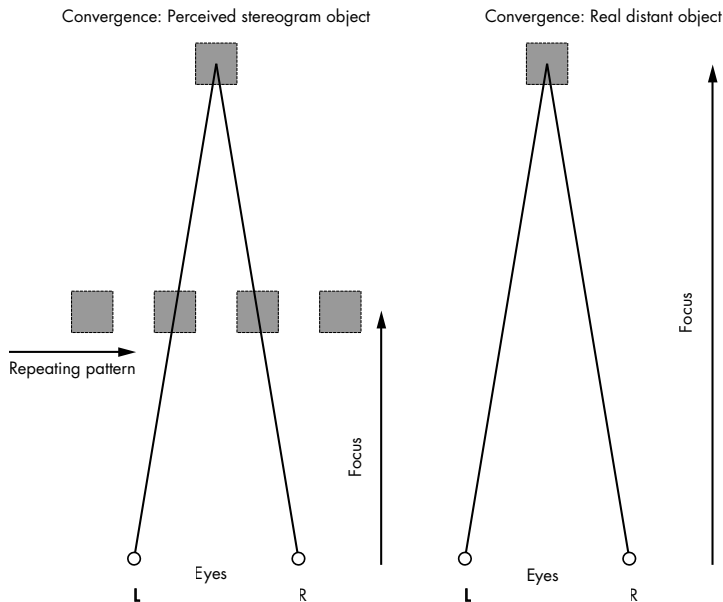 Convergence: Perceived stereogram object
Convergence: Real distant object
Repeating pattern
Focus
Focus
Eyes
L
R
Eyes
L
R